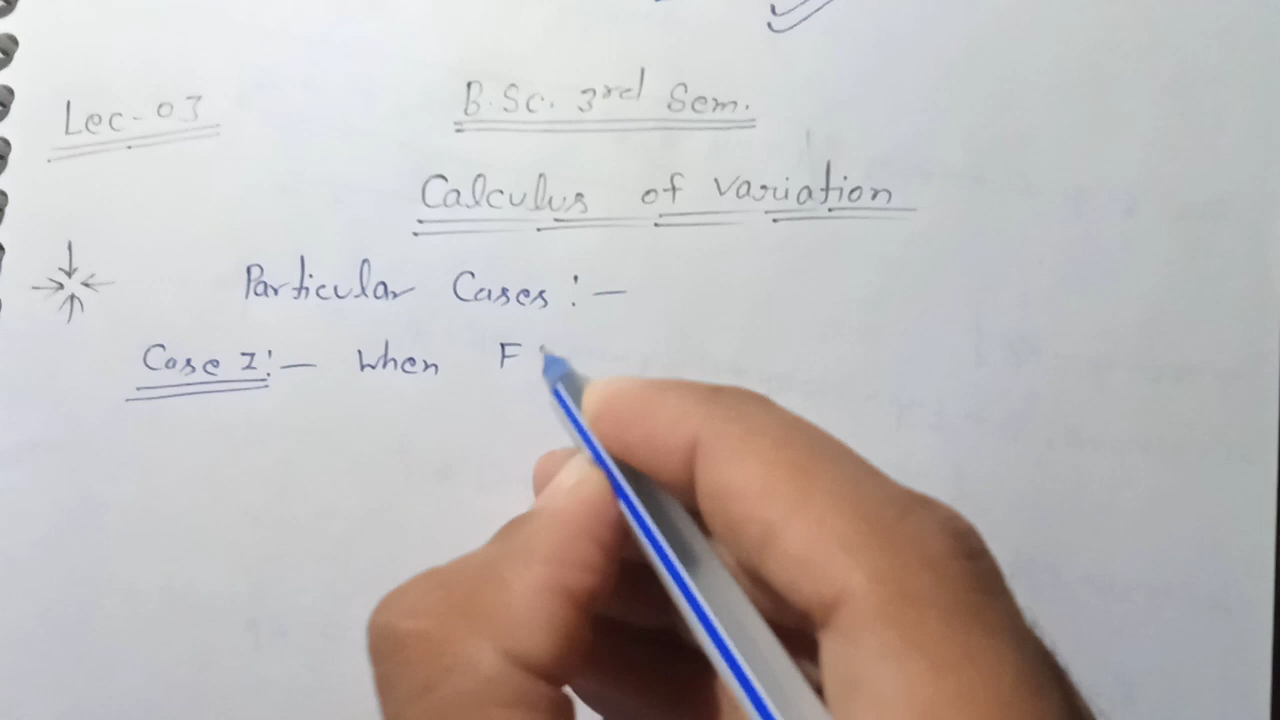 Lec-03
B.Sc. 3rd Sem.
Calculus of variation
Particular Cases :-
Case I :- When F